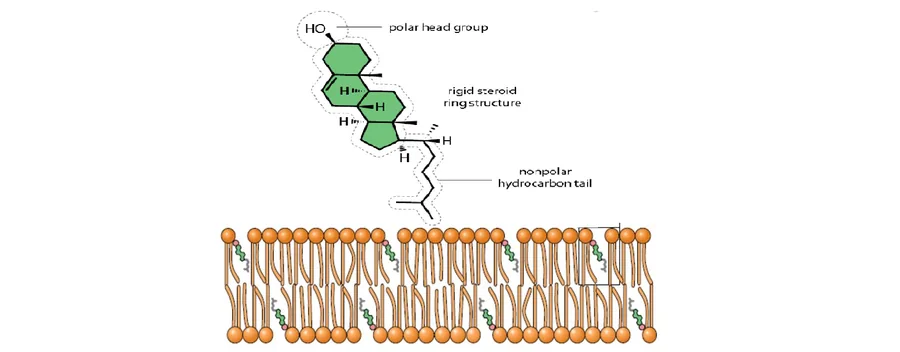 HO
polar head group
H
H
H
rigid steroid
ring structure
H
H
nonpolar
hydrocarbon tail